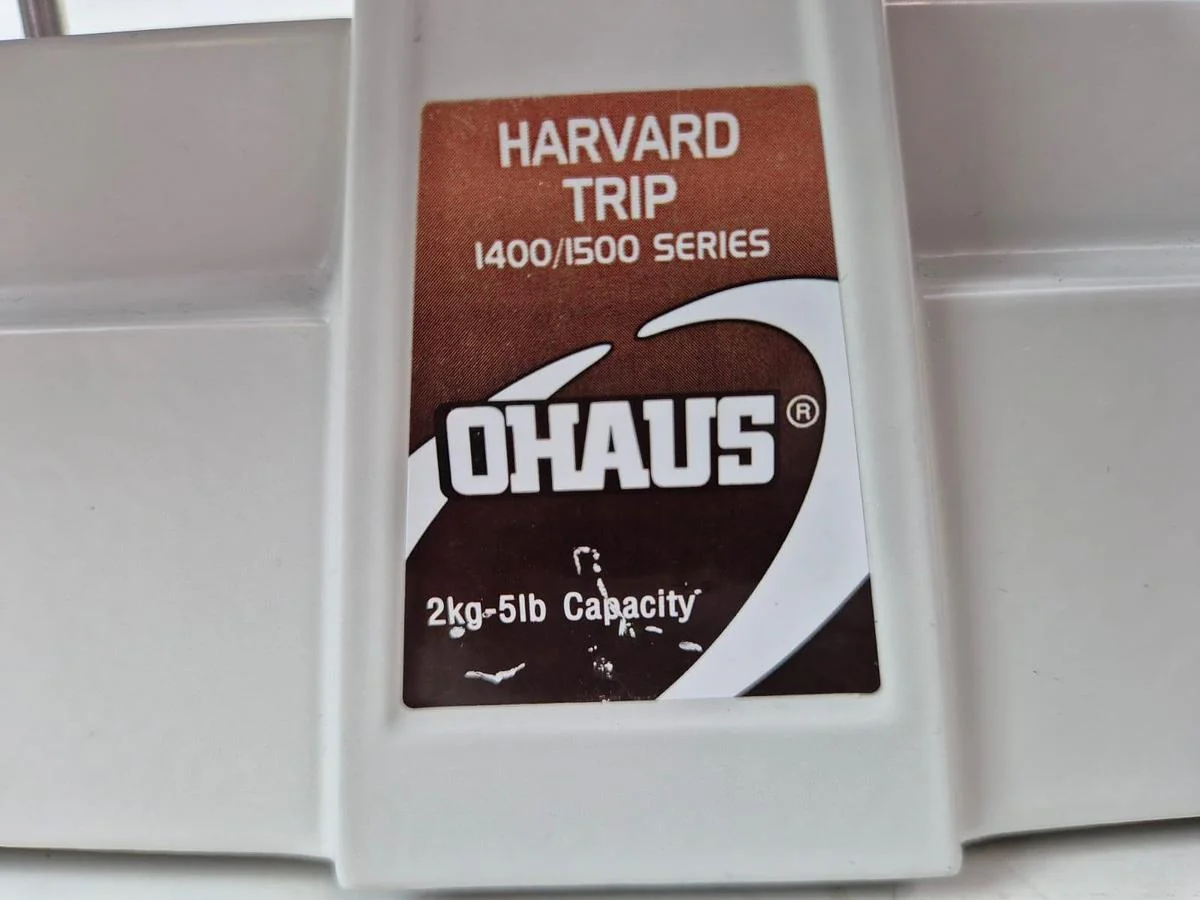 HARVARD
TRIP
1400/1500 SERIES
OHAUS®
2kg-5lb Capacity